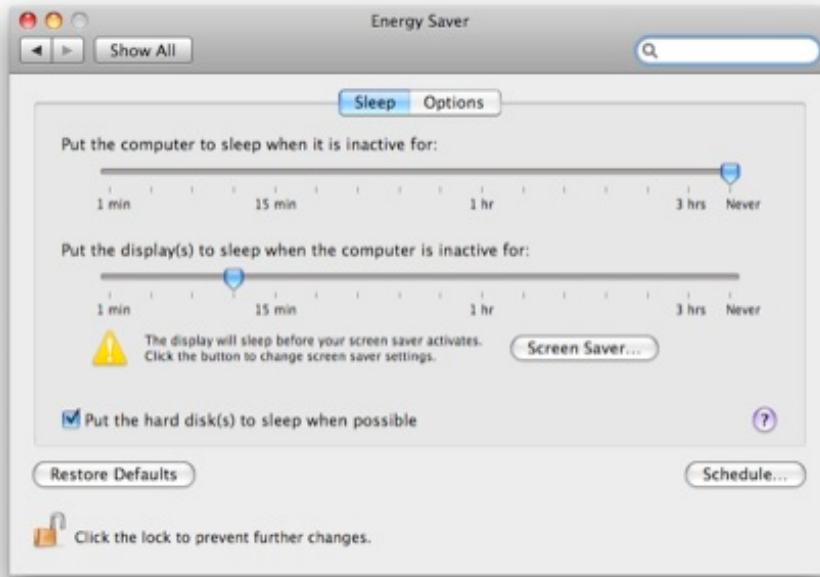 Energy Saver
Show All
Sleep Options
Put the computer to sleep when it is inactive for:
1 min 15 min 1 hr 3 hrs Never
Put the display(s) to sleep when the computer is inactive for:
1 min 15 min 1 hr 3 hrs Never
The display will sleep before your screen saver activates.
Click the button to change screen saver settings.
Screen Saver...
Put the hard disk(s) to sleep when possible
?
Restore Defaults Schedule...
Click the lock to prevent further changes.